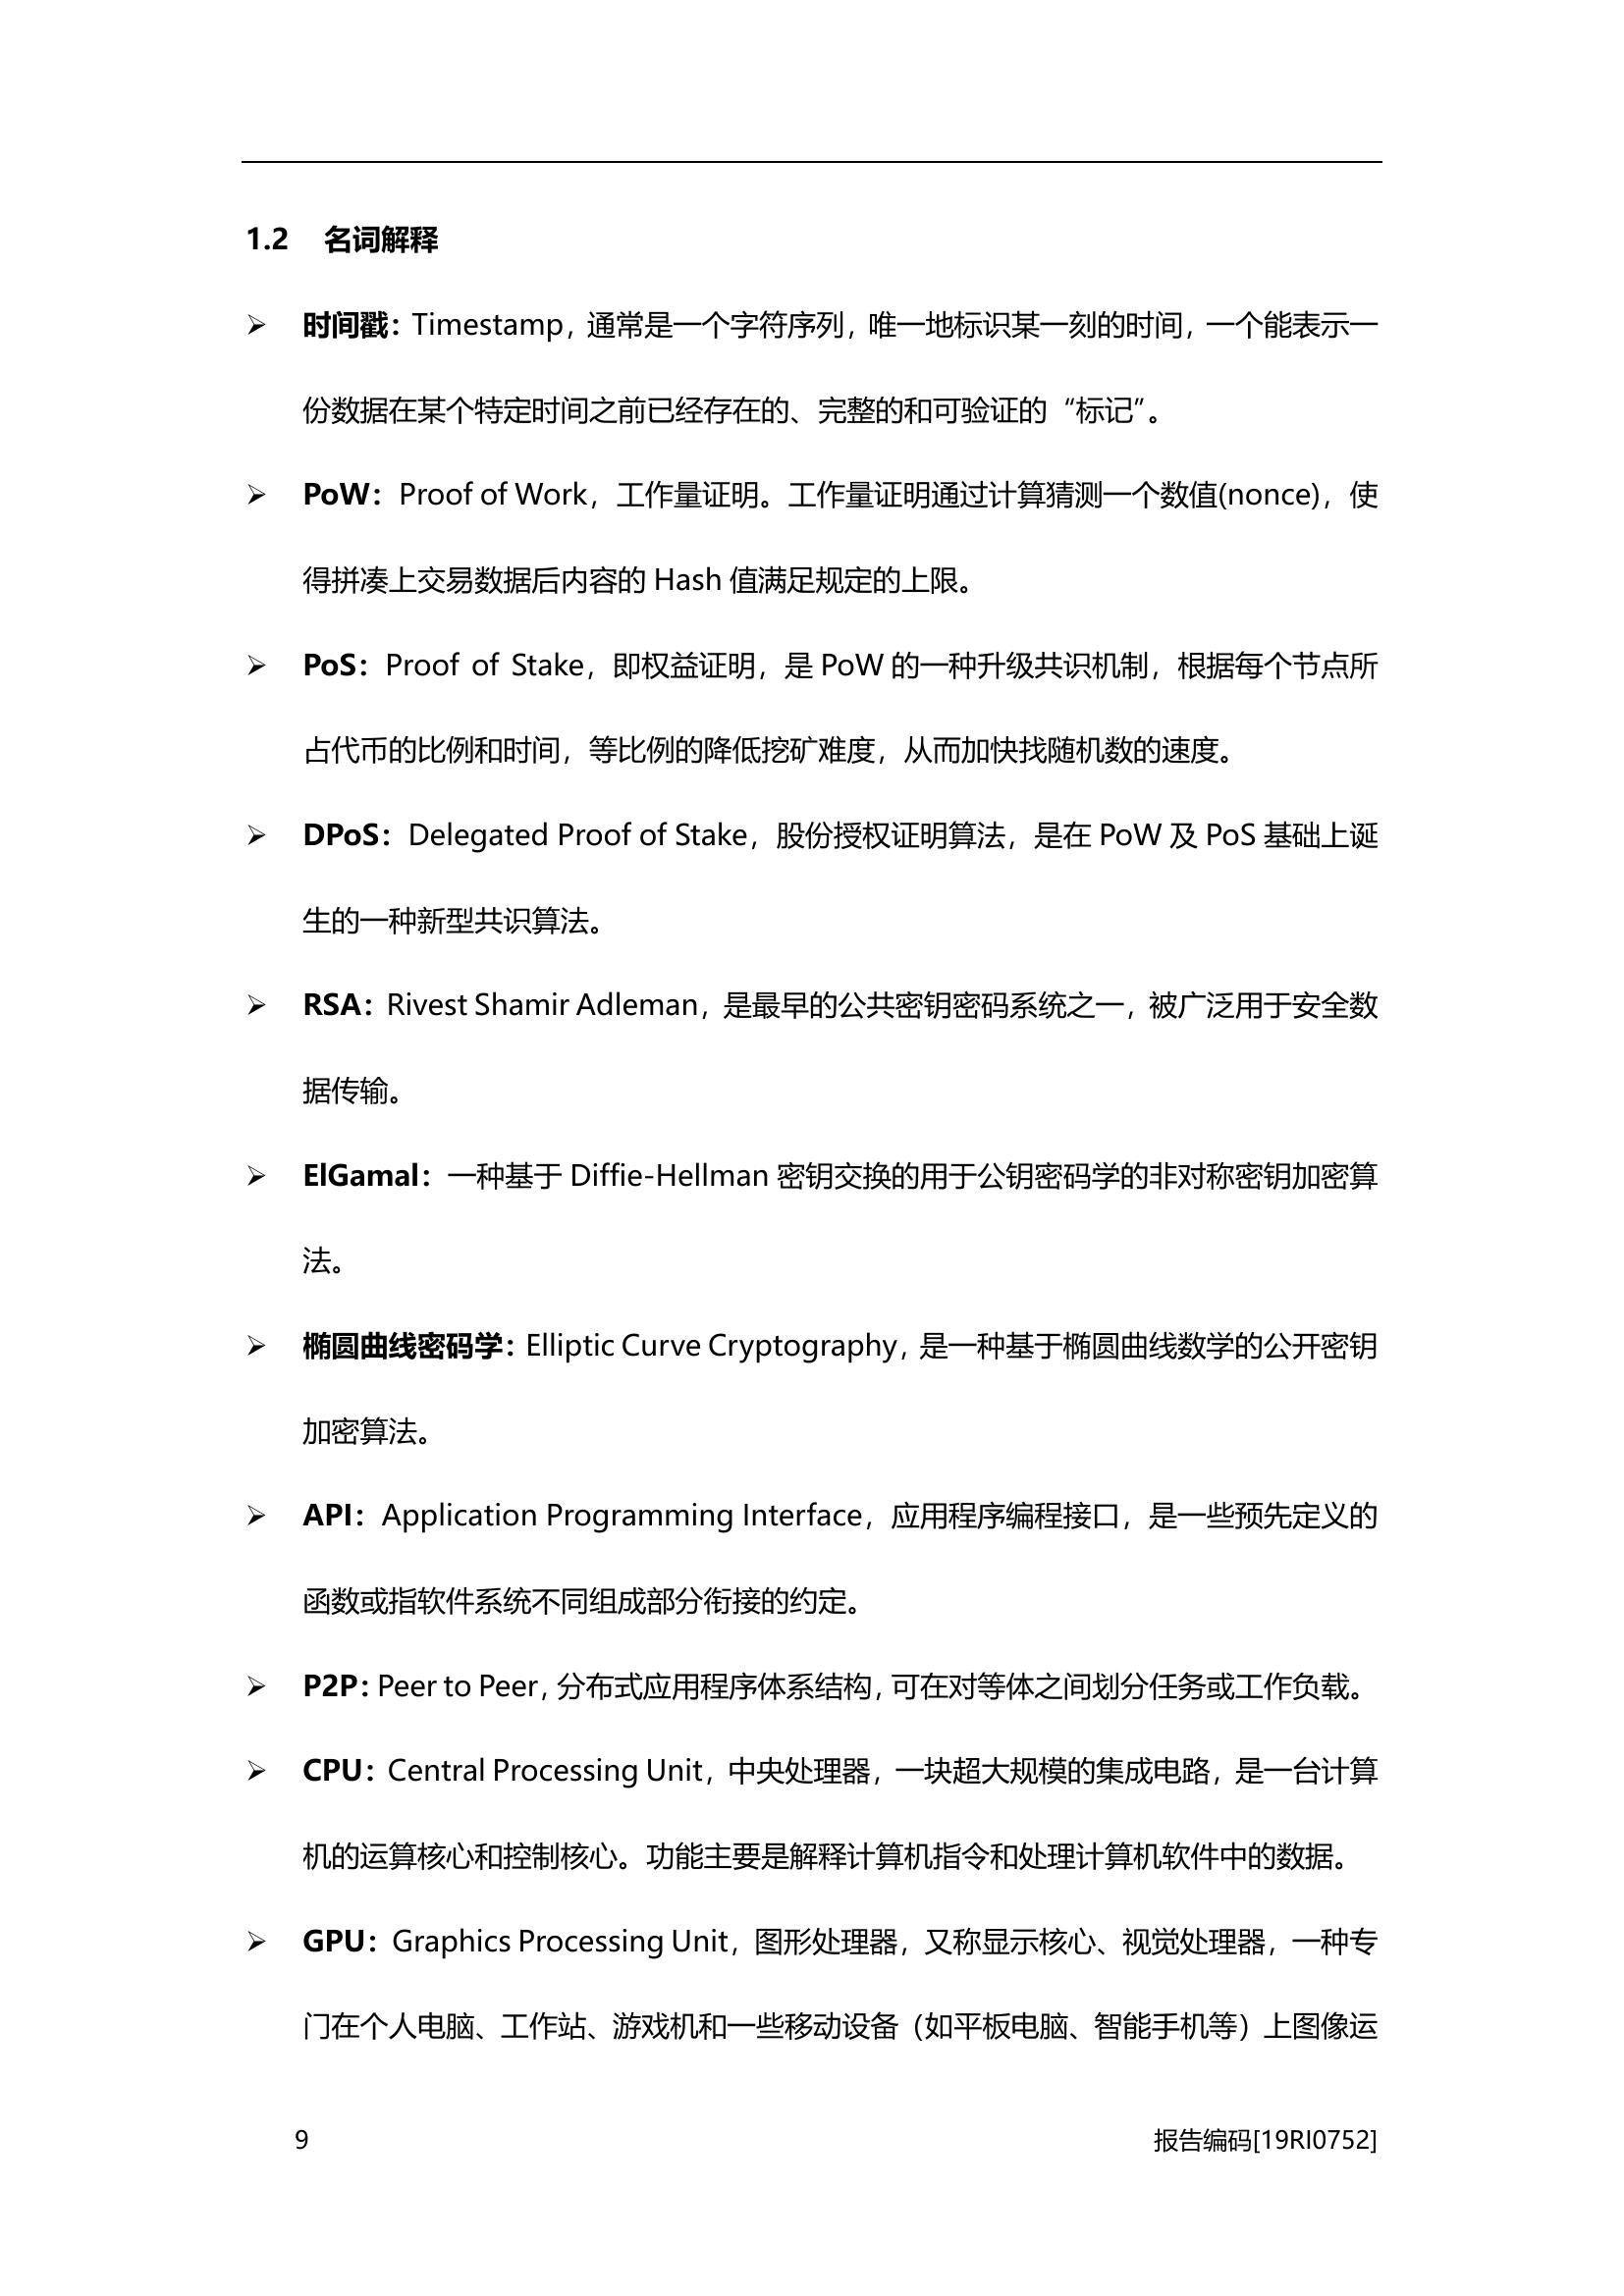 1.2 名词解释
➢ 时间戳：Timestamp，通常是一个字符序列，唯一地标识某一刻的时间，一个能表示一
份数据在某个特定时间之前已经存在的、完整的和可验证的“标记”。
➢ PoW：Proof of Work，工作量证明。工作量证明通过计算猜测一个数值(nonce)，使
得拼凑上交易数据后内容的 Hash 值满足规定的上限。
➢ PoS：Proof of Stake，即权益证明，是 PoW 的一种升级共识机制，根据每个节点所
占代币的比例和时间，等比例的降低挖矿难度，从而加快找随机数的速度。
➢ DPoS：Delegated Proof of Stake，股份授权证明算法，是在 PoW 及 PoS 基础上诞
生的一种新型共识算法。
➢ RSA：Rivest Shamir Adleman，是最早的公共密钥密码系统之一，被广泛用于安全数
据传输。
➢ ElGamal：一种基于 Diffie-Hellman 密钥交换的用于公钥密码学的非对称密钥加密算
法。
➢ 椭圆曲线密码学：Elliptic Curve Cryptography，是一种基于椭圆曲线数学的公开密钥
加密算法。
➢ API：Application Programming Interface，应用程序编程接口，是一些预先定义的
函数或指软件系统不同组成部分衔接的约定。
➢ P2P：Peer to Peer，分布式应用程序体系结构，可在对等体之间划分任务或工作负载。
➢ CPU：Central Processing Unit，中央处理器，一块超大规模的集成电路，是一台计算
机的运算核心和控制核心。功能主要是解释计算机指令和处理计算机软件中的数据。
➢ GPU：Graphics Processing Unit，图形处理器，又称显示核心、视觉处理器，一种专
门在个人电脑、工作站、游戏机和一些移动设备（如平板电脑、智能手机等）上图像运
9 报告编码[19RI0752]